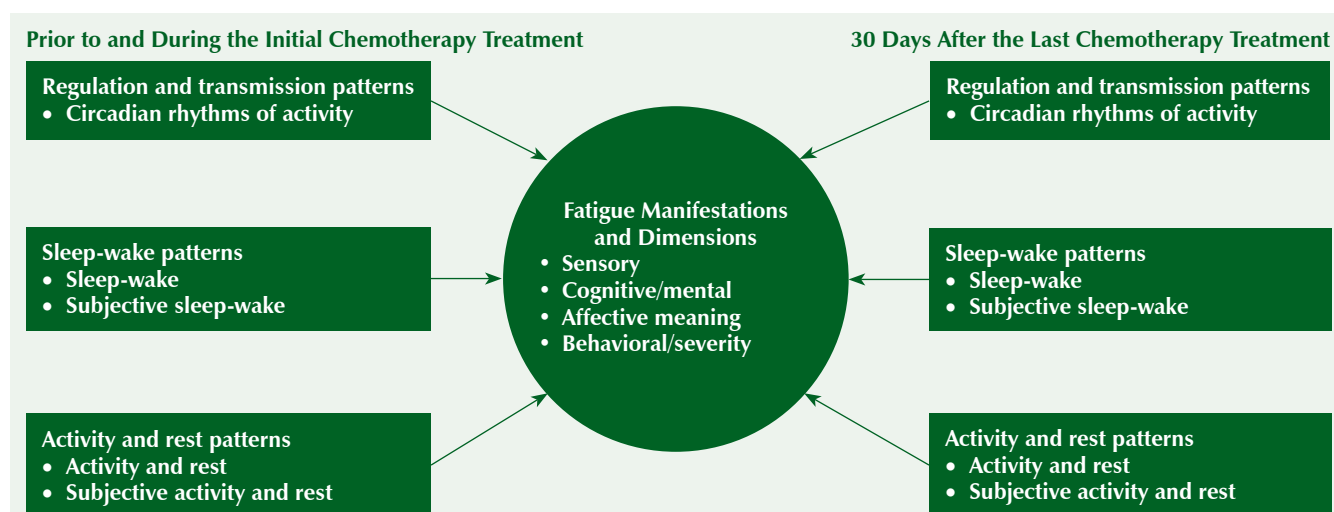 Prior to and During the Initial Chemotherapy Treatment
30 Days After the Last Chemotherapy Treatment
Regulation and transmission patterns
• Circadian rhythms of activity
Sleep-wake patterns
• Sleep-wake
• Subjective sleep-wake
Activity and rest patterns
• Activity and rest
• Subjective activity and rest
Fatigue Manifestations
and Dimensions
• Sensory
• Cognitive/mental
• Affective meaning
• Behavioral/severity
Regulation and transmission patterns
• Circadian rhythms of activity
Sleep-wake patterns
• Sleep-wake
• Subjective sleep-wake
Activity and rest patterns
• Activity and rest
• Subjective activity and rest